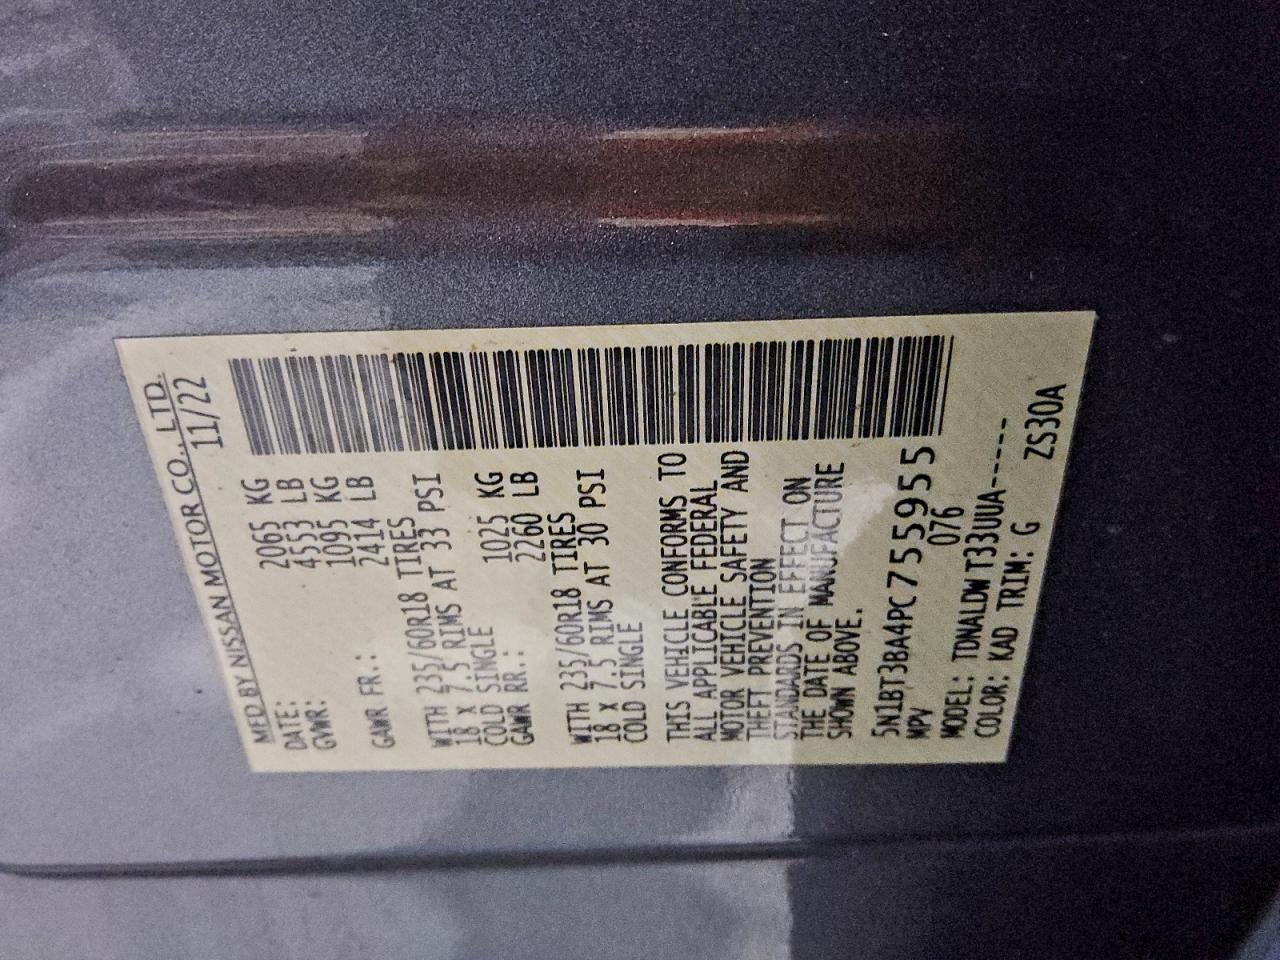 MFD BY NISSAN MOTOR CO., LTD.
DATE: 11/22
GVWR: 2065 KG
4553 LB
GAWR FR.: 1095 KG
2414 LB
WITH 235/60R18 TIRES
18 X 7.5 RIMS AT 33 PSI
COLD SINGLE
GAWR RR.: 1025 KG
2260 LB
WITH 235/60R18 TIRES
18 X 7.5 RIMS AT 30 PSI
COLD SINGLE
THIS VEHICLE CONFORMS TO
ALL APPLICABLE FEDERAL
MOTOR VEHICLE SAFETY AND
THEFT PREVENTION
STANDARDS IN EFFECT ON
THE DATE OF MANUFACTURE
SHOWN ABOVE.
5N1BT3BA4PC755955
MPV 076
MODEL: TDNALDW T33UUA-----
COLOR: KAD TRIM: G ZS30A